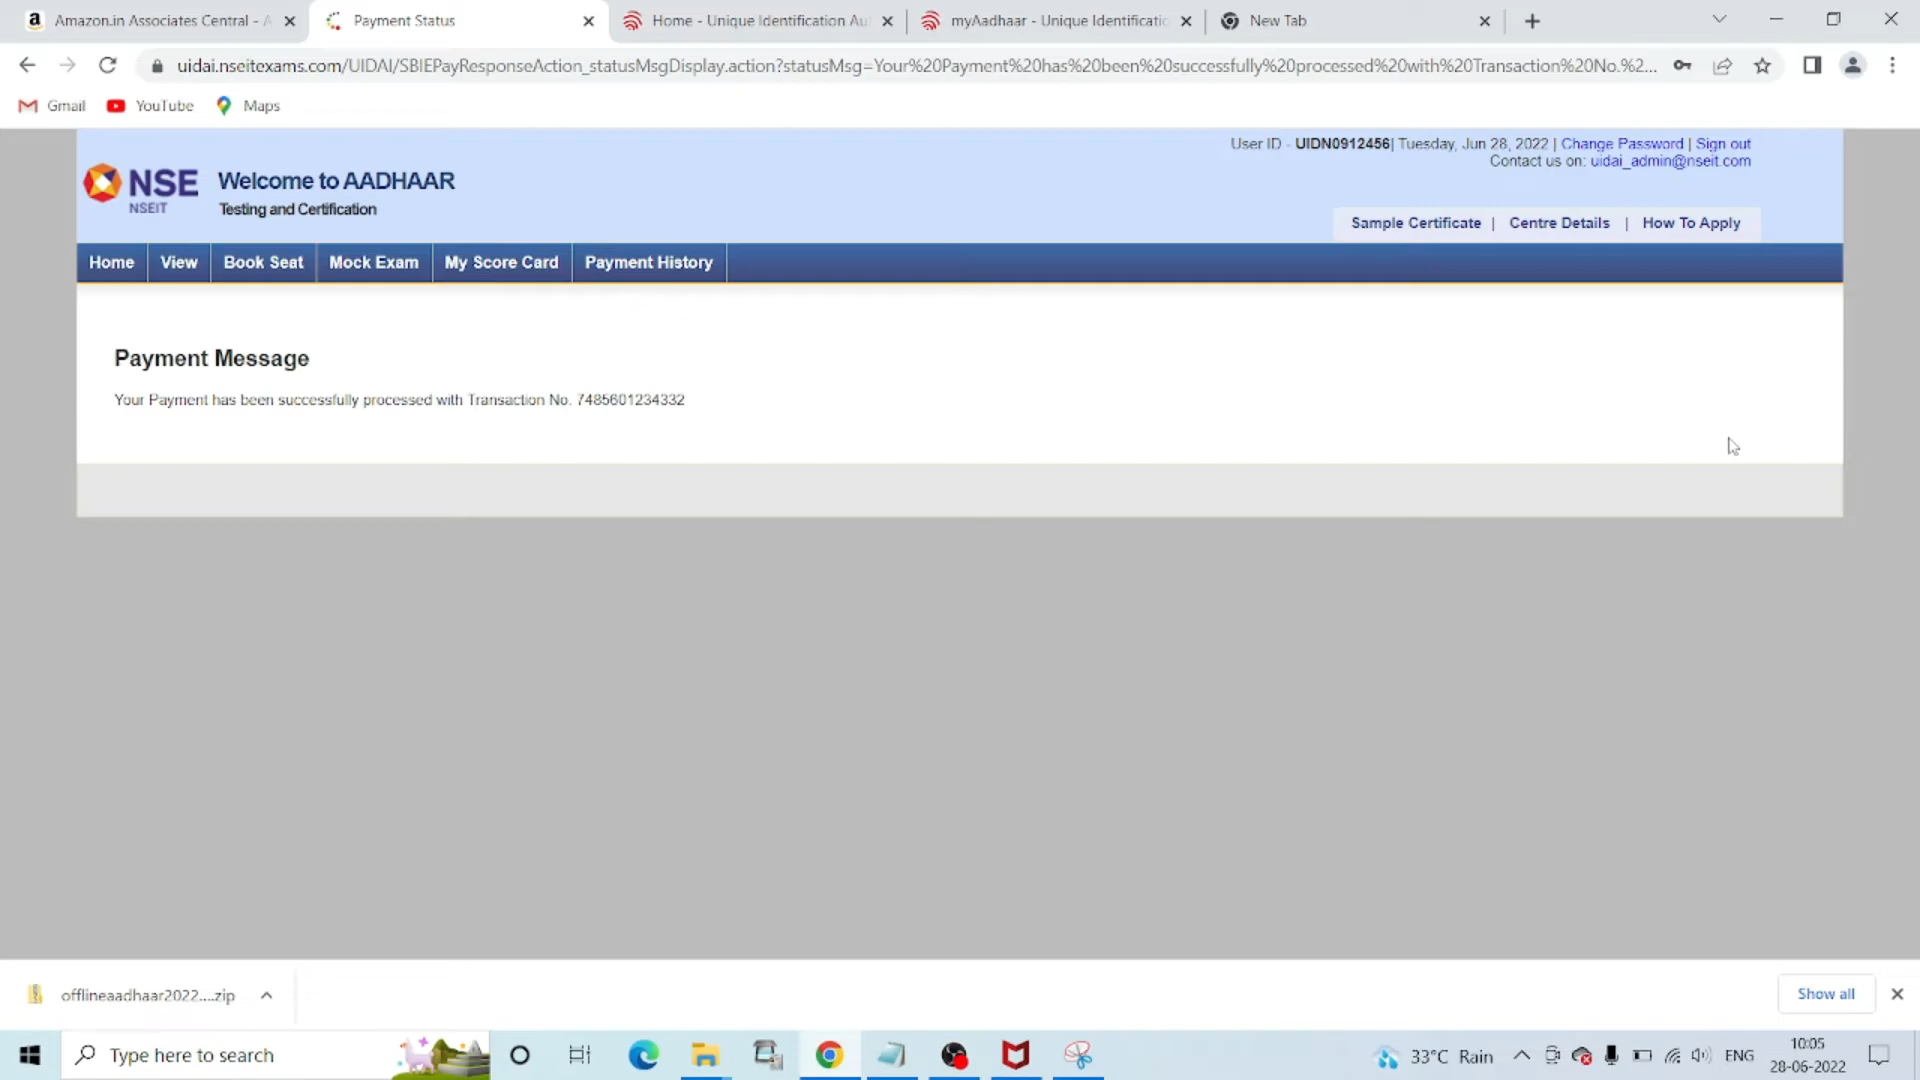 Amazon.in Associates Central - A
Payment Status
Home - Unique Identification Au
myAadhaar - Unique Identificatio
New Tab
uidai.nseitexams.com/UIDAI/SBIEPayResponseAction_statusMsgDisplay.action?statusMsg=Your%20Payment%20has%20been%20successfully%20processed%20with%20Transaction%20No.%2...
Gmail
YouTube
Maps
User ID - UIDN0912456| Tuesday, Jun 28, 2022 | Change Password | Sign out
Contact us on: uidai_admin@nseit.com
NSE
NSEIT
Welcome to AADHAAR
Testing and Certification
Sample Certificate | Centre Details | How To Apply
Home
View
Book Seat
Mock Exam
My Score Card
Payment History
Payment Message
Your Payment has been successfully processed with Transaction No. 7485601234332
offlineaadhaar2022....zip
Show all
Type here to search
33°C Rain
ENG
10:05
28-06-2022